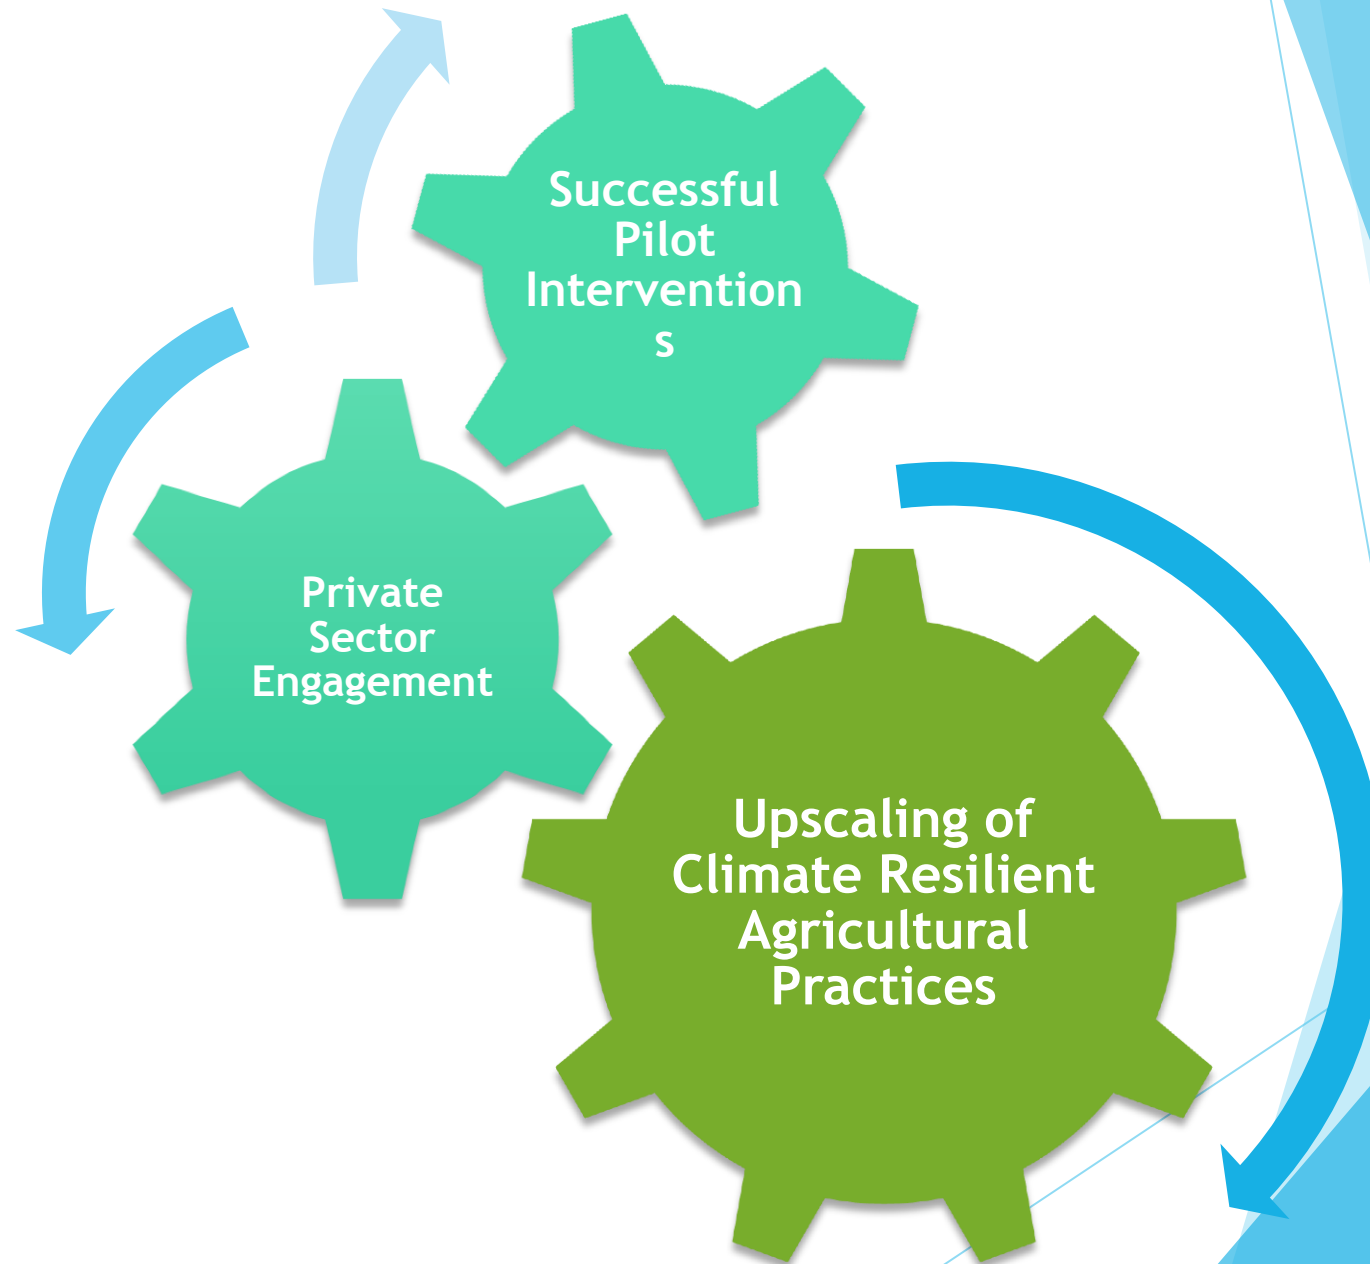 Successful
Pilot
Intervention
s
Private
Sector
Engagement
Upscaling of
Climate Resilient
Agricultural
Practices